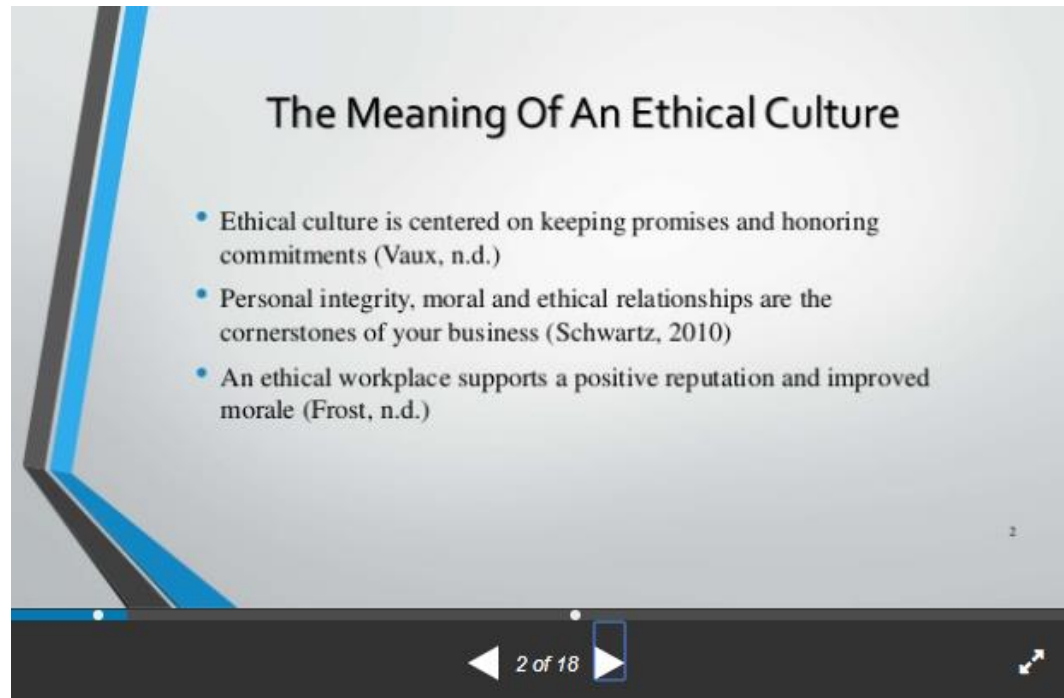 The Meaning Of An Ethical Culture
Ethical culture is centered on keeping promises and honoring
commitments (Vaux, n.d.)
Personal integrity, moral and ethical relationships are the
cornerstones of your business (Schwartz, 2010)
An ethical workplace supports a positive reputation and improved
morale (Frost, n.d.)
2
2 of 18